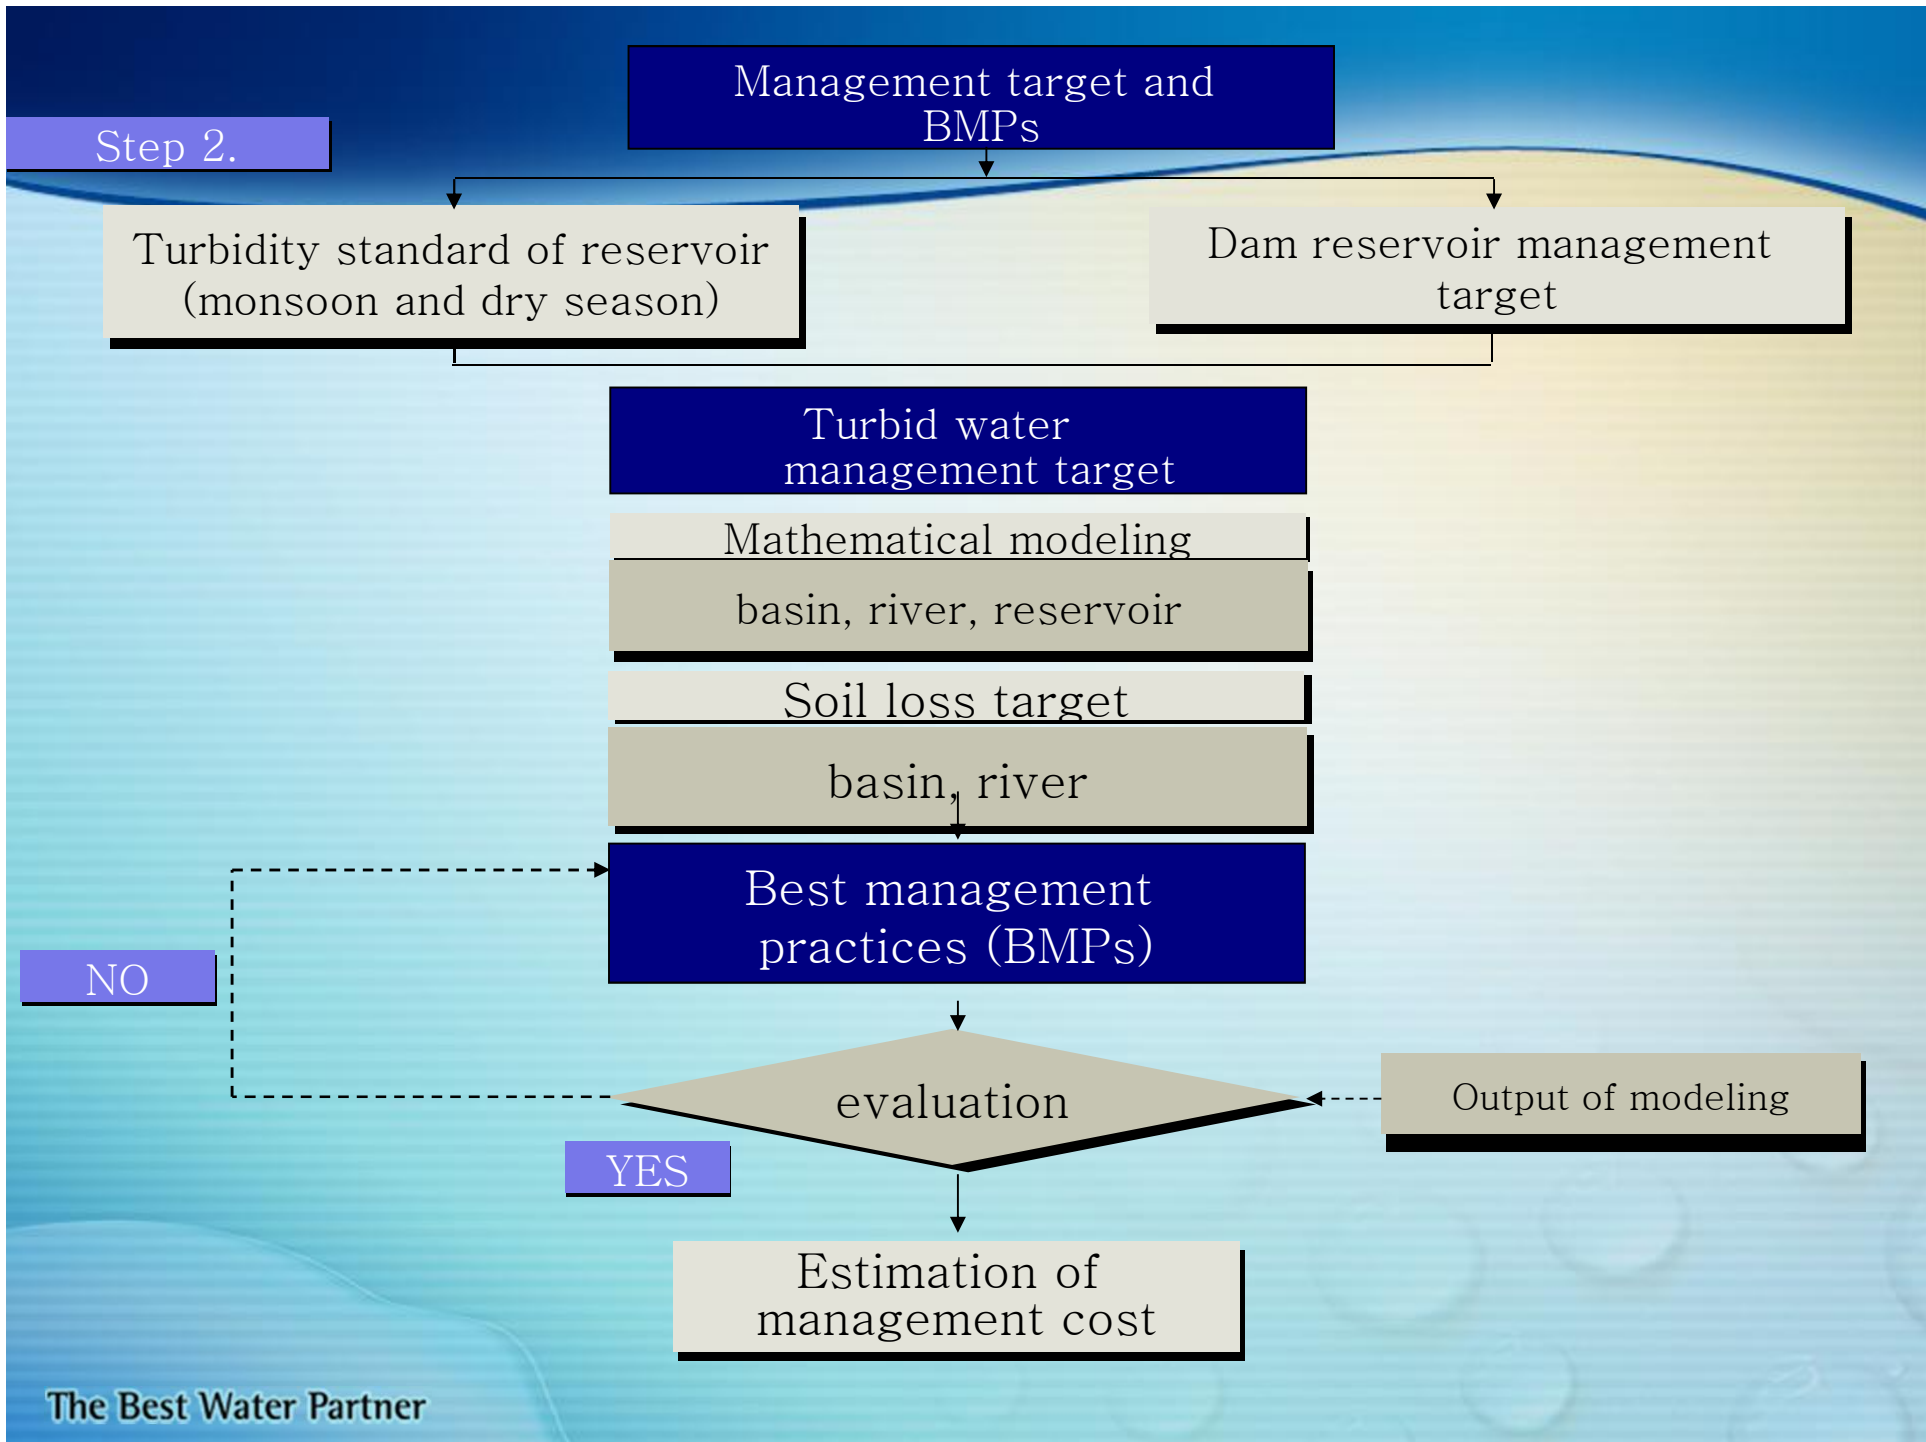 Management target and
BMPs
Step 2.
Turbidity standard of reservoir
(monsoon and dry season)
Dam reservoir management
target
Turbid water
management target
Mathematical modeling
basin, river, reservoir
Soil loss target
basin, river
Best management
practices (BMPs)
NO
evaluation
Output of modeling
YES
Estimation of
management cost
The Best Water Partner